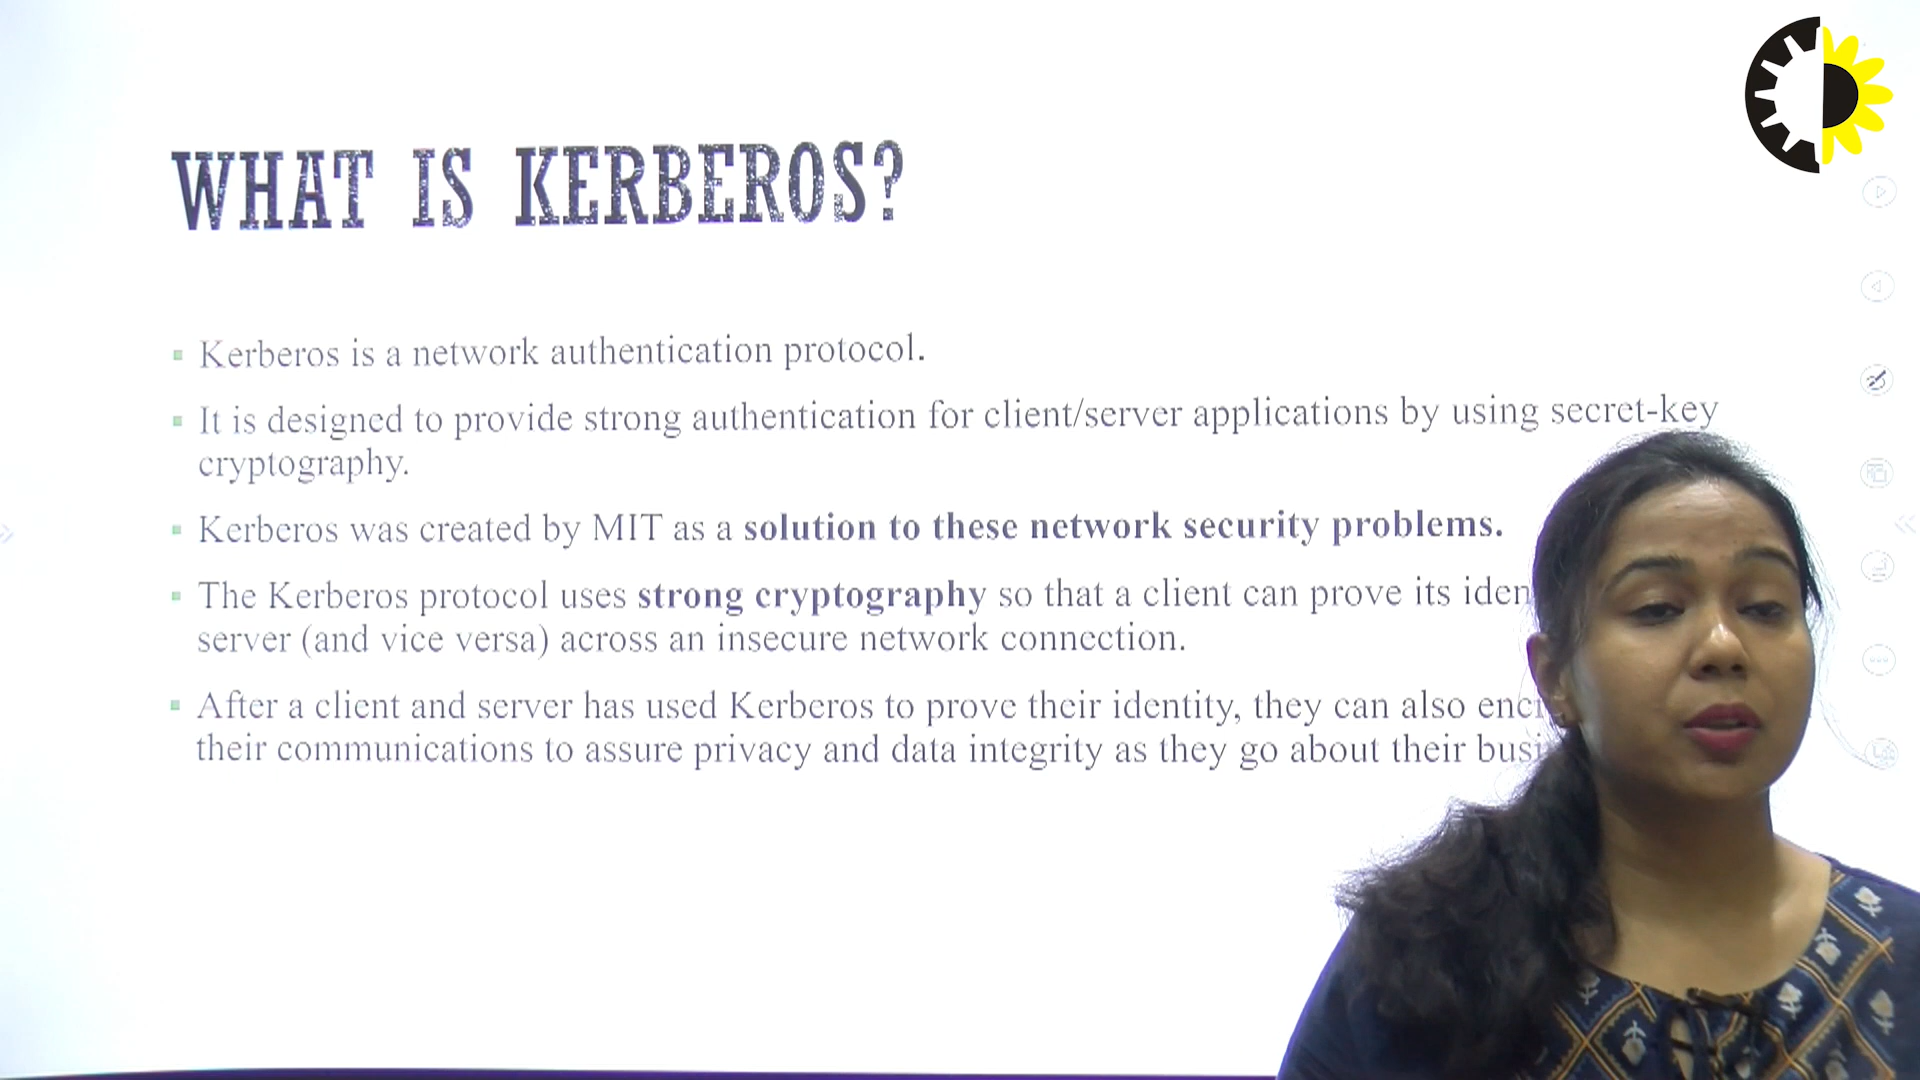 WHAT IS KERBEROS?
Kerberos is a network authentication protocol.
It is designed to provide strong authentication for client/server applications by using secret-key
cryptography.
Kerberos was created by MIT as a solution to these network security problems.
The Kerberos protocol uses strong cryptography so that a client can prove its
server (and vice versa) across an insecure network connection.
After a client and server has used Kerberos to prove their identity, they can also
their communications to assure privacy and data integrity as they go about their